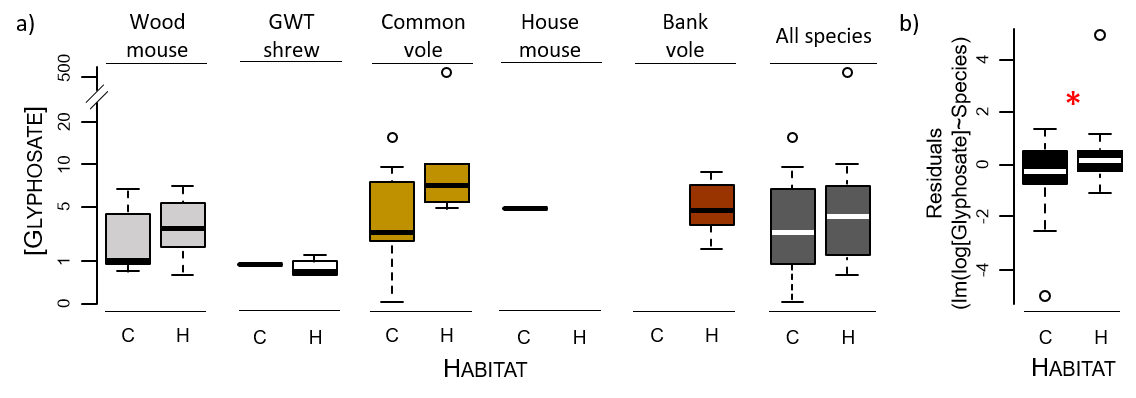 a)
Wood
mouse
GWT
shrew
Common
vole
House
mouse
Bank
vole
All species
[GLYPHOSATE]
500
20
10
5
1
0
C H C H C H C H C H C H
HABITAT
b)
Residuals
(lm(log[Glyphosate]~Species)
4
2
0
-2
-4
*
C H
HABITAT